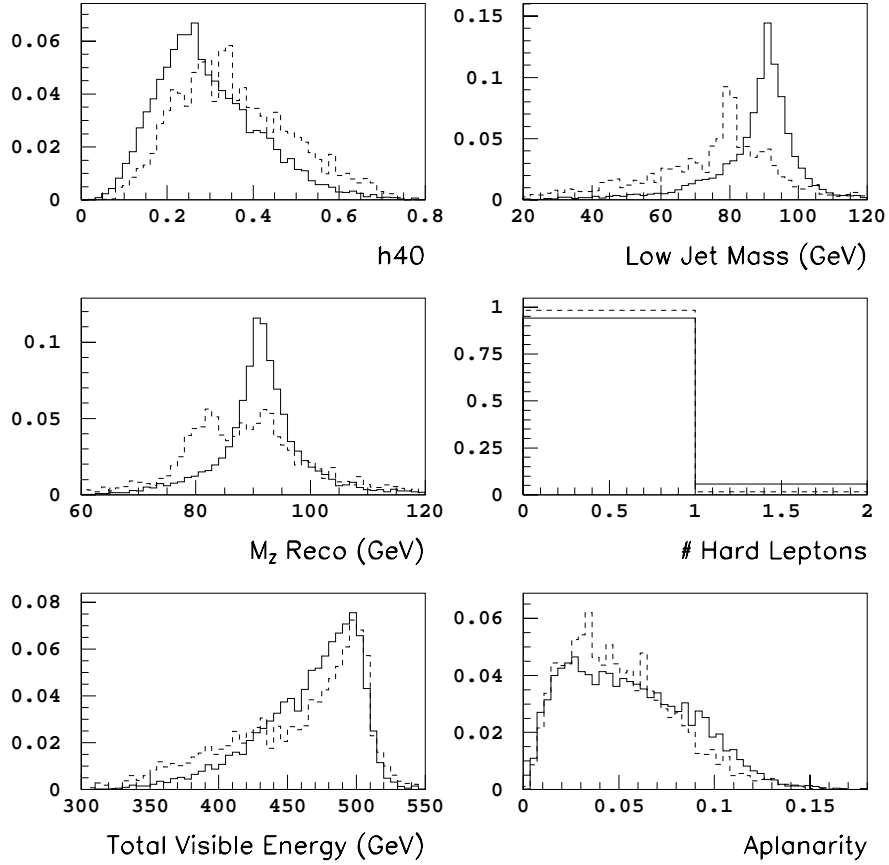 0.06
0.04
0.02
0
0 0.2 0.4 0.6 0.8
h40
0.15
0.1
0.05
0
20 40 60 80 100 120
Low Jet Mass (GeV)
0.1
0.05
0
60 80 100 120
Mz Reco (GeV)
1
0.75
0.5
0.25
0
0 0.5 1 1.5 2
# Hard Leptons
0.08
0.06
0.04
0.02
0
300 350 400 450 500 550
Total Visible Energy (GeV)
0.06
0.04
0.02
0
0 0.05 0.1 0.15
Aplanarity